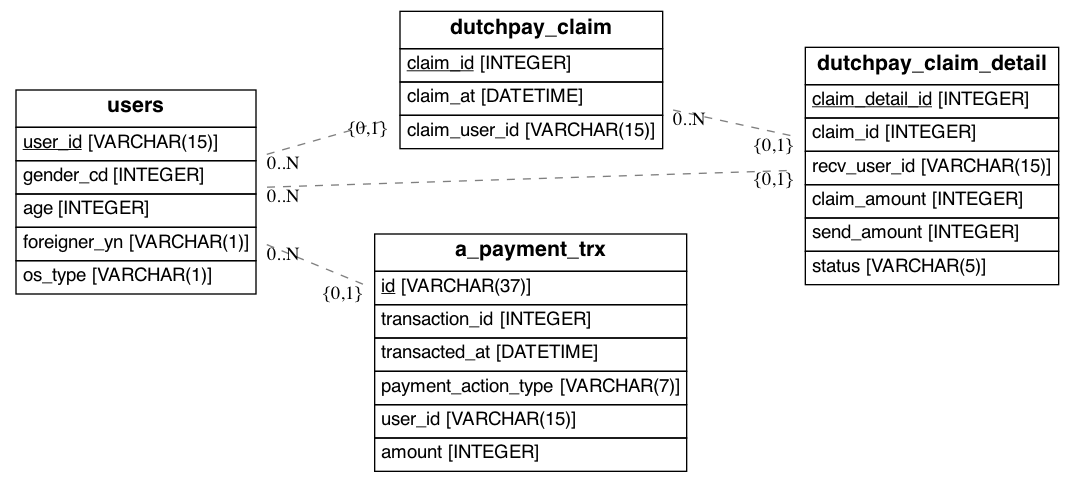 users
user_id [VARCHAR(15)]
gender_cd [INTEGER]
age [INTEGER]
foreigner_yn [VARCHAR(1)]
os_type [VARCHAR(1)]
dutchpay_claim
claim_id [INTEGER]
claim_at [DATETIME]
claim_user_id [VARCHAR(15)]
dutchpay_claim_detail
claim_detail_id [INTEGER]
claim_id [INTEGER]
recv_user_id [VARCHAR(15)]
claim_amount [INTEGER]
send_amount [INTEGER]
status [VARCHAR(5)]
a_payment_trx
id [VARCHAR(37)]
transaction_id [INTEGER]
transacted_at [DATETIME]
payment_action_type [VARCHAR(7)]
user_id [VARCHAR(15)]
amount [INTEGER]
{0,1}
0..N
0..N
{0,1}
0..N
{0,1}
0..N
{0,1}